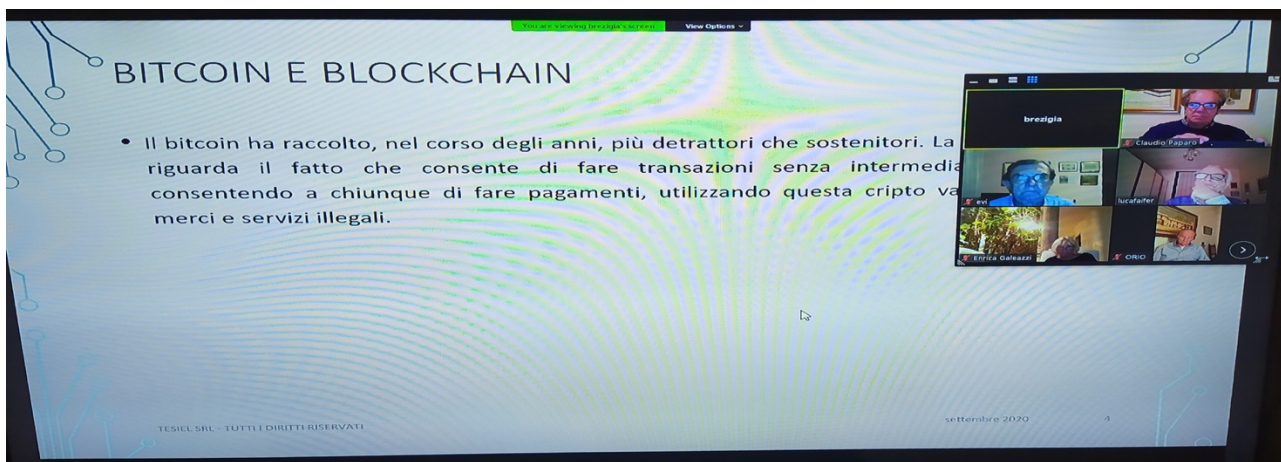 You are viewing brezigia's screen
View Options
BITCOIN E BLOCKCHAIN
• Il bitcoin ha raccolto, nel corso degli anni, più detrattori che sostenitori. La
riguarda il fatto che consente di fare transazioni senza intermedia
consentendo a chiunque di fare pagamenti, utilizzando questa cripto va
merci e servizi illegali.
brezigia
Claudio Paparo
evi
lucafaifer
Enrica Galeazzi
ORIO
TESIEL SRL - TUTTI I DIRITTI RISERVATI
settembre 2020
4